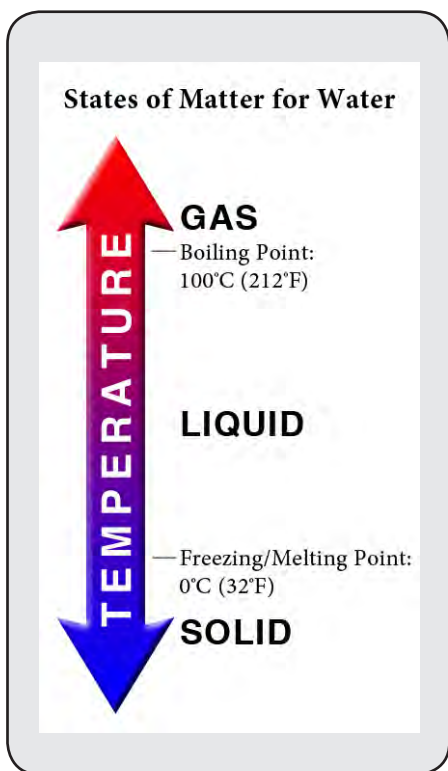 States of Matter for Water
GAS
Boiling Point:
100°C (212°F)
TEMPERATURE
LIQUID
Freezing/Melting Point:
0°C (32°F)
SOLID